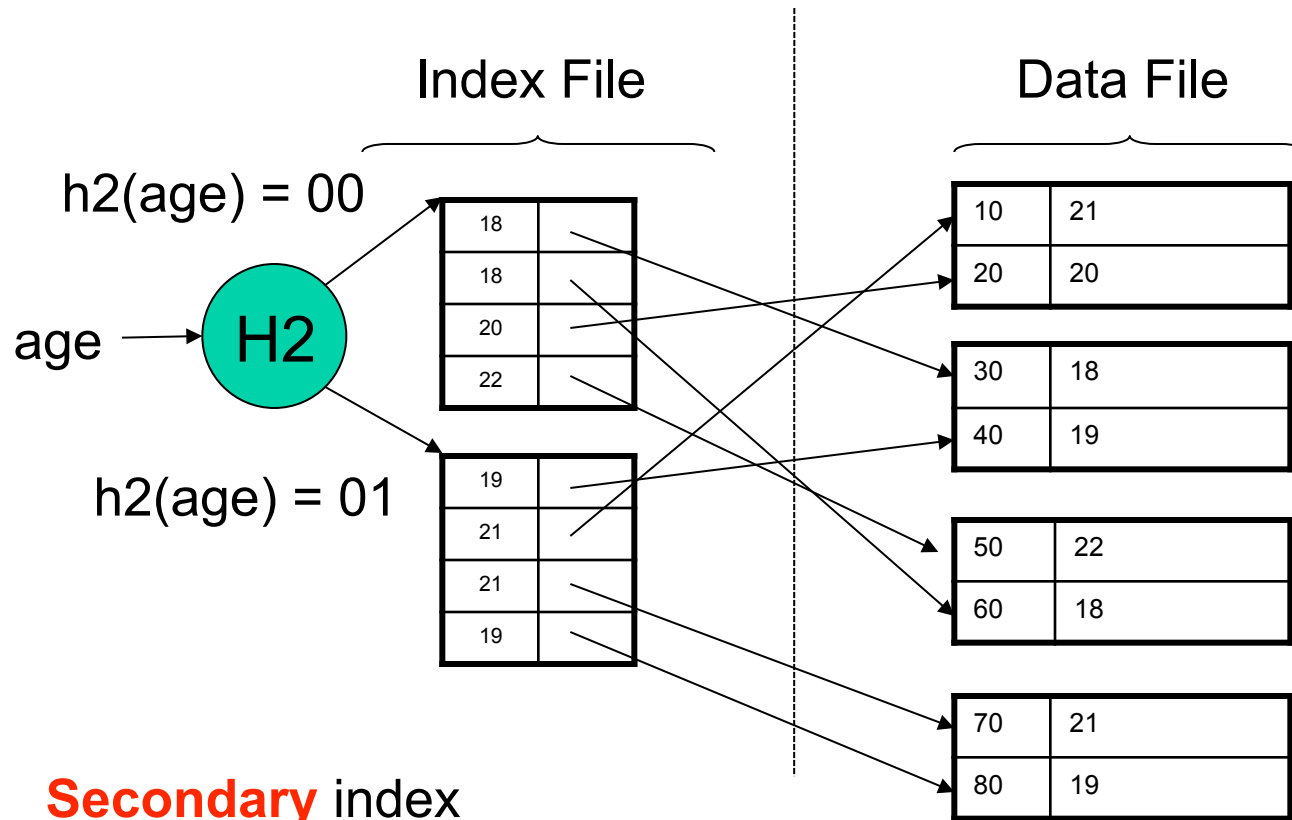 Index File
Data File
h2(age) = 00
age
H2
h2(age) = 01
18
18
20
22
19
21
21
19
10 21
20 20
30 18
40 19
50 22
60 18
70 21
80 19
Secondary index